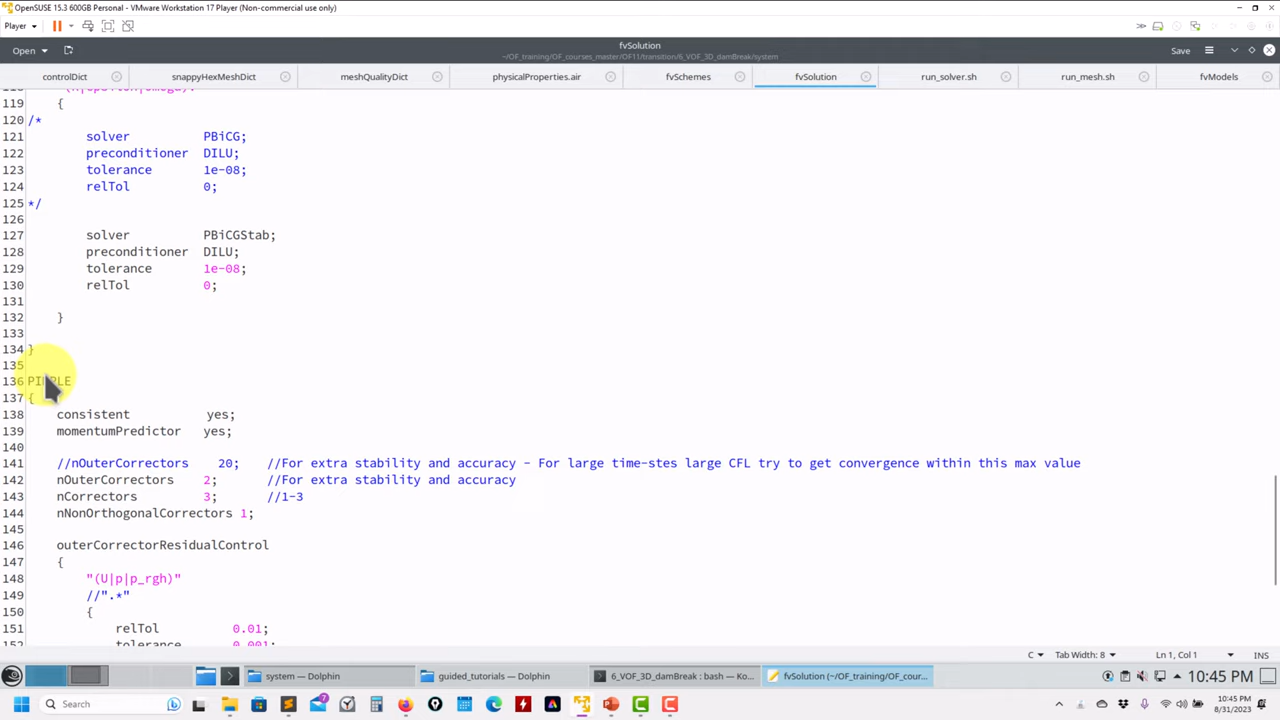 OpenSUSE 15.3 600GB Personal - VMware Workstation 17 Player (Non-commercial use only)
Player
Open
fvSolution
~/OF_training/OF_courses_master/OF11/transition/6_VOF_3D_damBreak/system
Save
controlDict
snappyHexMeshDict
meshQualityDict
physicalProperties.air
fvSchemes
fvSolution
run_solver.sh
run_mesh.sh
fvModels
119 {
120 /*
121 solver PBiCG;
122 preconditioner DILU;
123 tolerance 1e-08;
124 relTol 0;
125 */
126
127 solver PBiCGStab;
128 preconditioner DILU;
129 tolerance 1e-08;
130 relTol 0;
131
132 }
133
134 }
135
136 PIMPLE
137 {
138 consistent yes;
139 momentumPredictor yes;
140
141 //nOuterCorrectors 20; //For extra stability and accuracy - For large time-stes large CFL try to get convergence within this max value
142 nOuterCorrectors 2; //For extra stability and accuracy
143 nCorrectors 3; //1-3
144 nNonOrthogonalCorrectors 1;
145
146 outerCorrectorResidualControl
147 {
148 "(U|p|p_rgh)"
149 //".*"
150 {
151 relTol 0.01;
152 tolerance 0.001;
C
Tab Width: 8
Ln 1, Col 1
INS
system — Dolphin
guided_tutorials — Dolphin
6_VOF_3D_damBreak : bash — Ko...
fvSolution (~/OF_training/OF_cour...
10:45 PM
Search
7
10:45 PM
8/31/2023